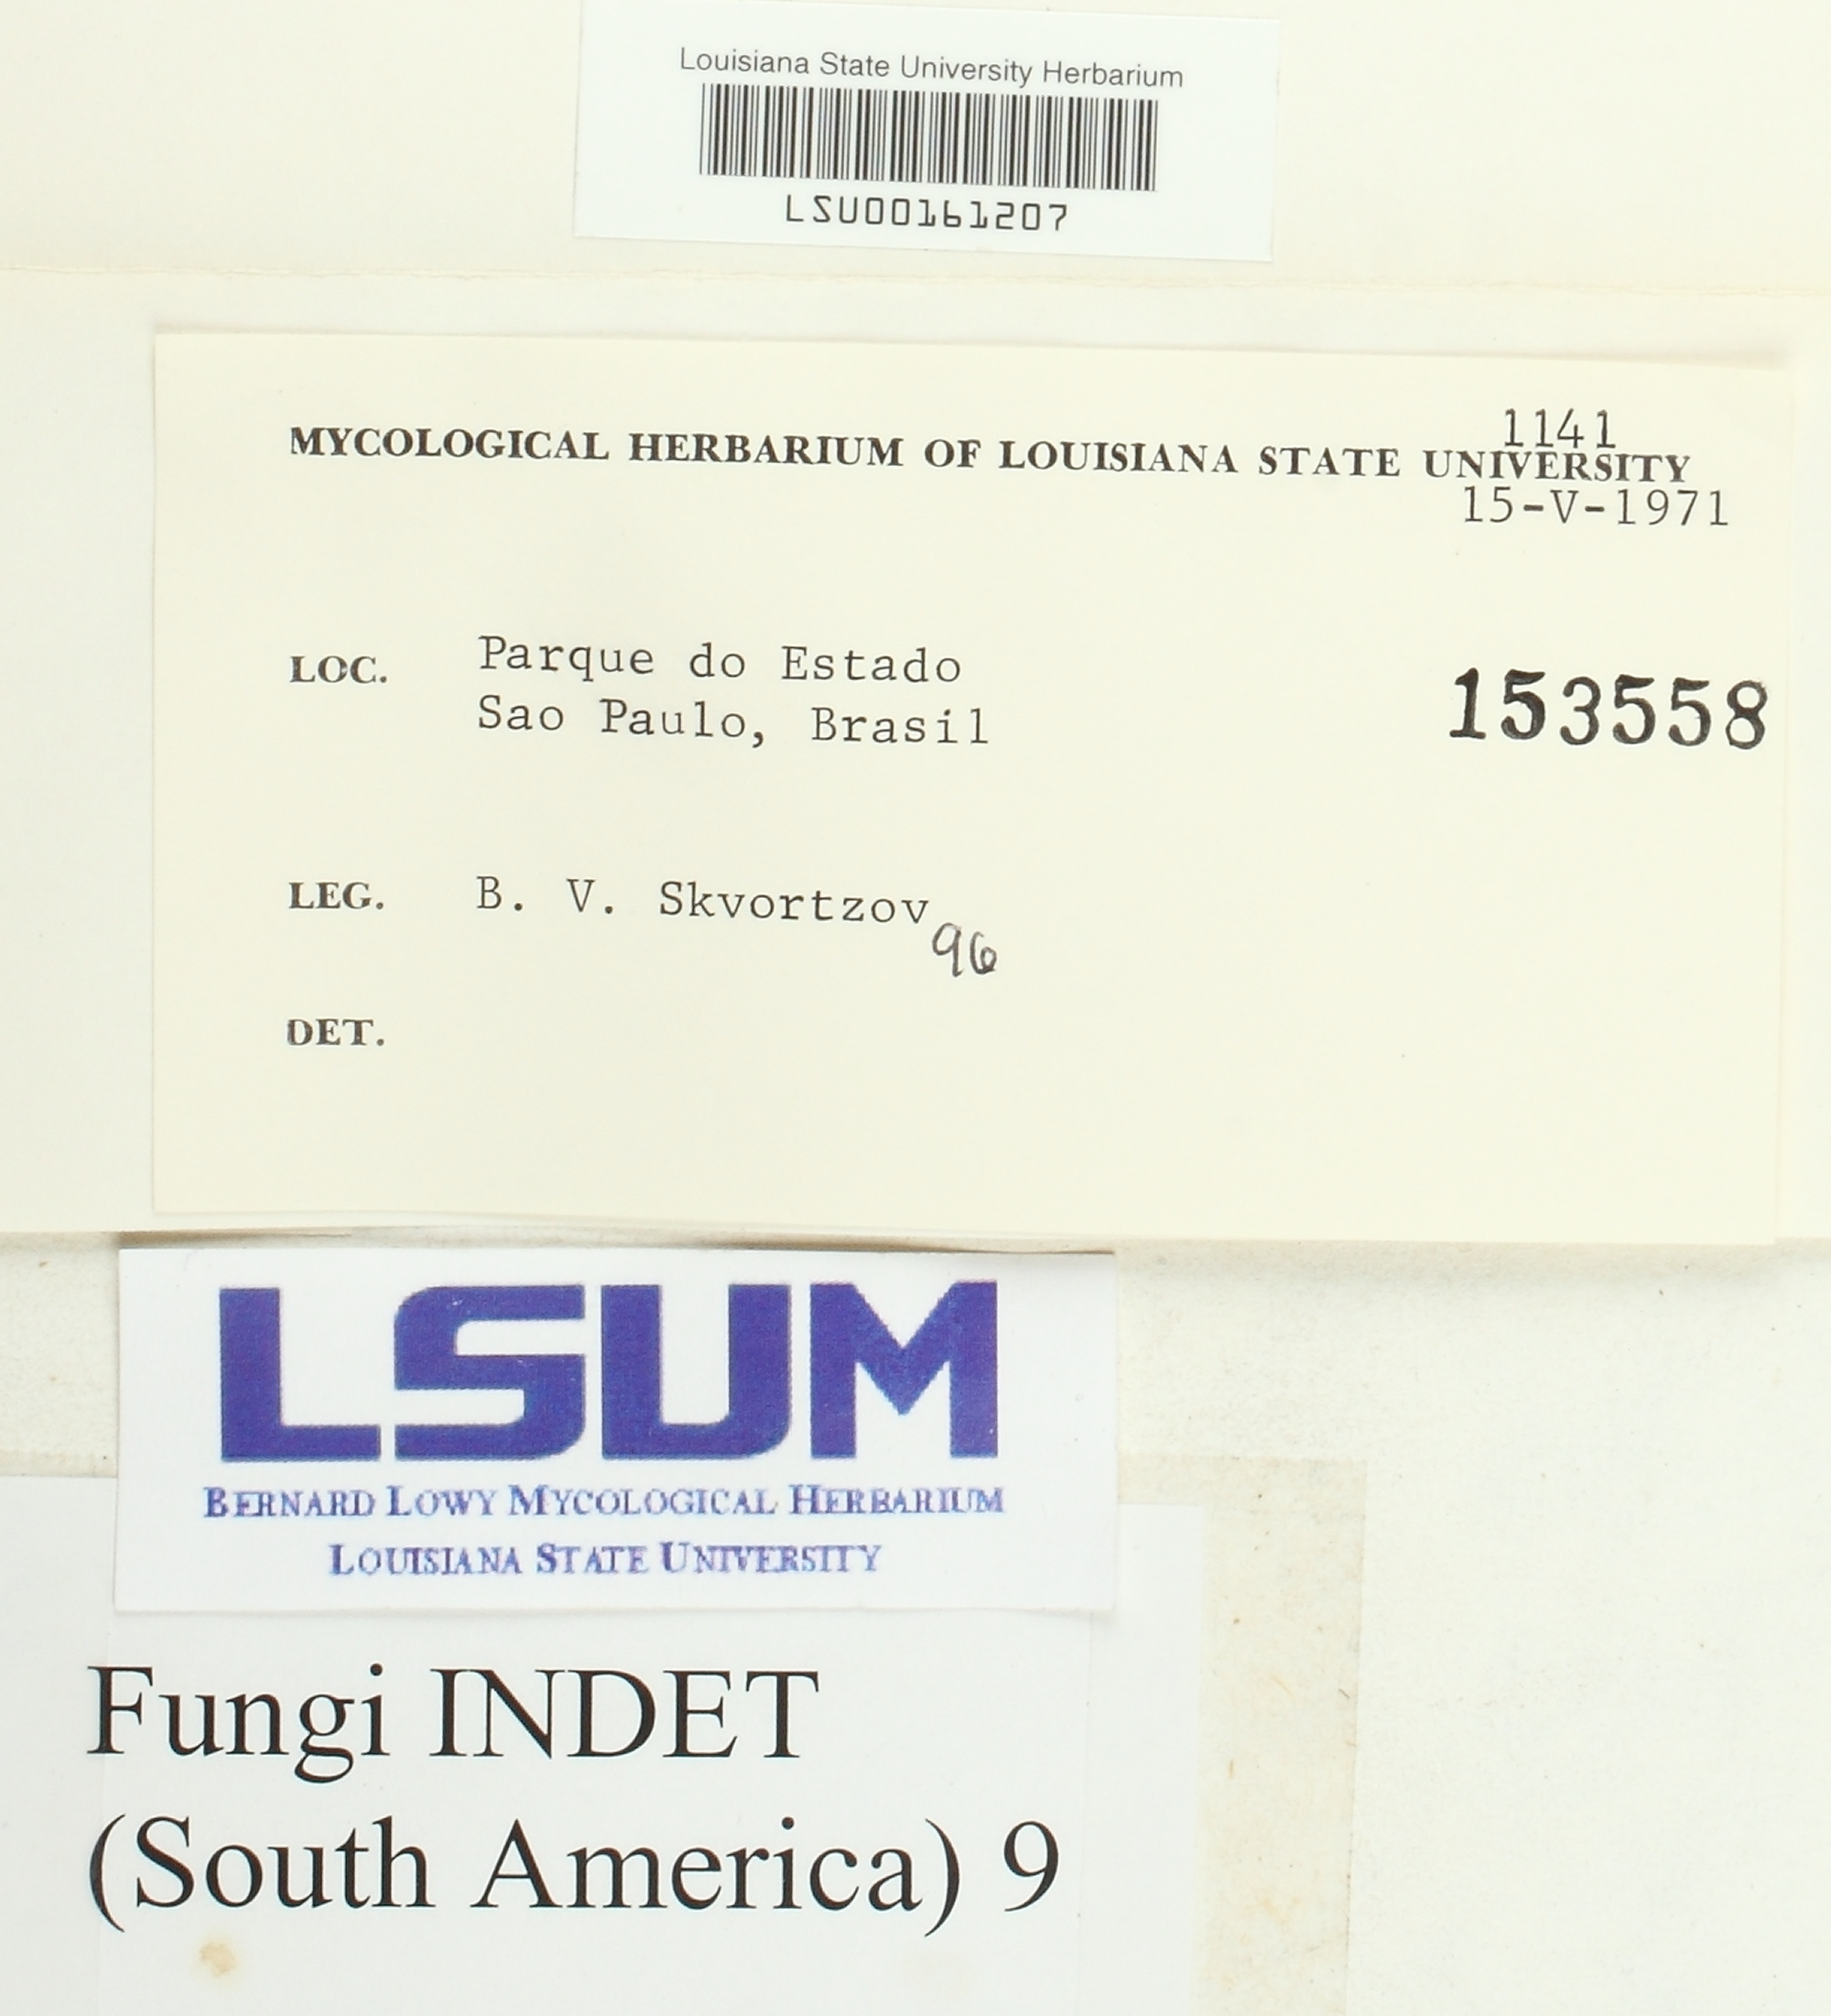 Louisiana State University Herbarium
LSU00161207
1141
MYCOLOGICAL HERBARIUM OF LOUISIANA STATE UNIVERSITY
15-V-1971
LOC. Parque do Estado
Sao Paulo, Brasil
153558
LEG. B. V. Skvortzov
96
DET.
LSUM
BERNARD LOWY MYCOLOGICAL HERBARIUM
LOUISIANA STATE UNIVERSITY
Fungi INDET
(South America) 9